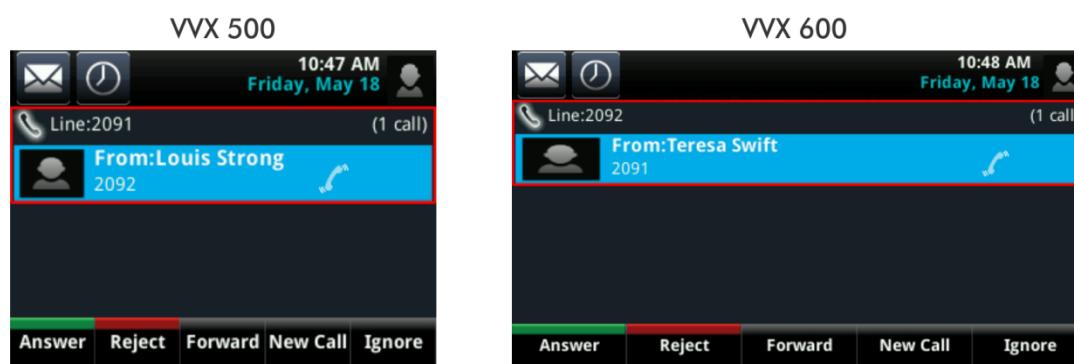 VVX 500
10:47 AM
Friday, May 18
Line:2091 (1 call)
From:Louis Strong
2092
Answer Reject Forward New Call Ignore
VVX 600
10:48 AM
Friday, May 18
Line:2092 (1 call
From:Teresa Swift
2091
Answer Reject Forward New Call Ignore